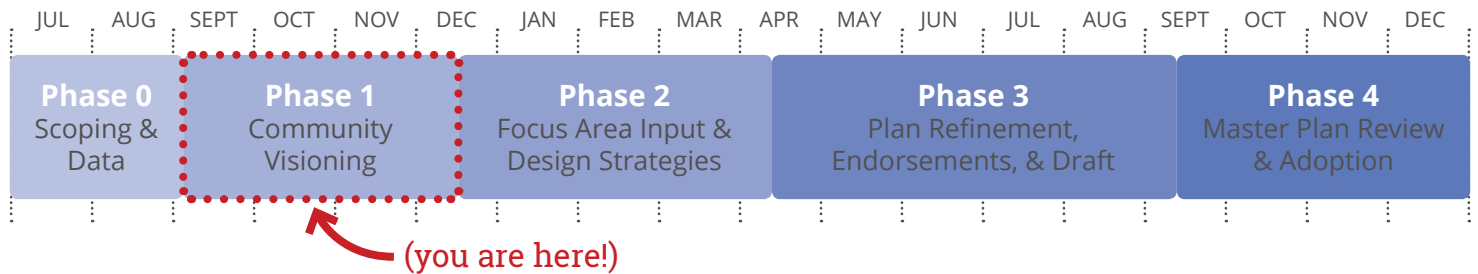 JUL AUG SEPT OCT NOV DEC JAN FEB MAR APR MAY JUN JUL AUG SEPT OCT NOV DEC
Phase 0
Scoping &
Data
Phase 1
Community
Visioning
Phase 2
Focus Area Input &
Design Strategies
Phase 3
Plan Refinement,
Endorsements, & Draft
Phase 4
Master Plan Review
& Adoption
(you are here!)